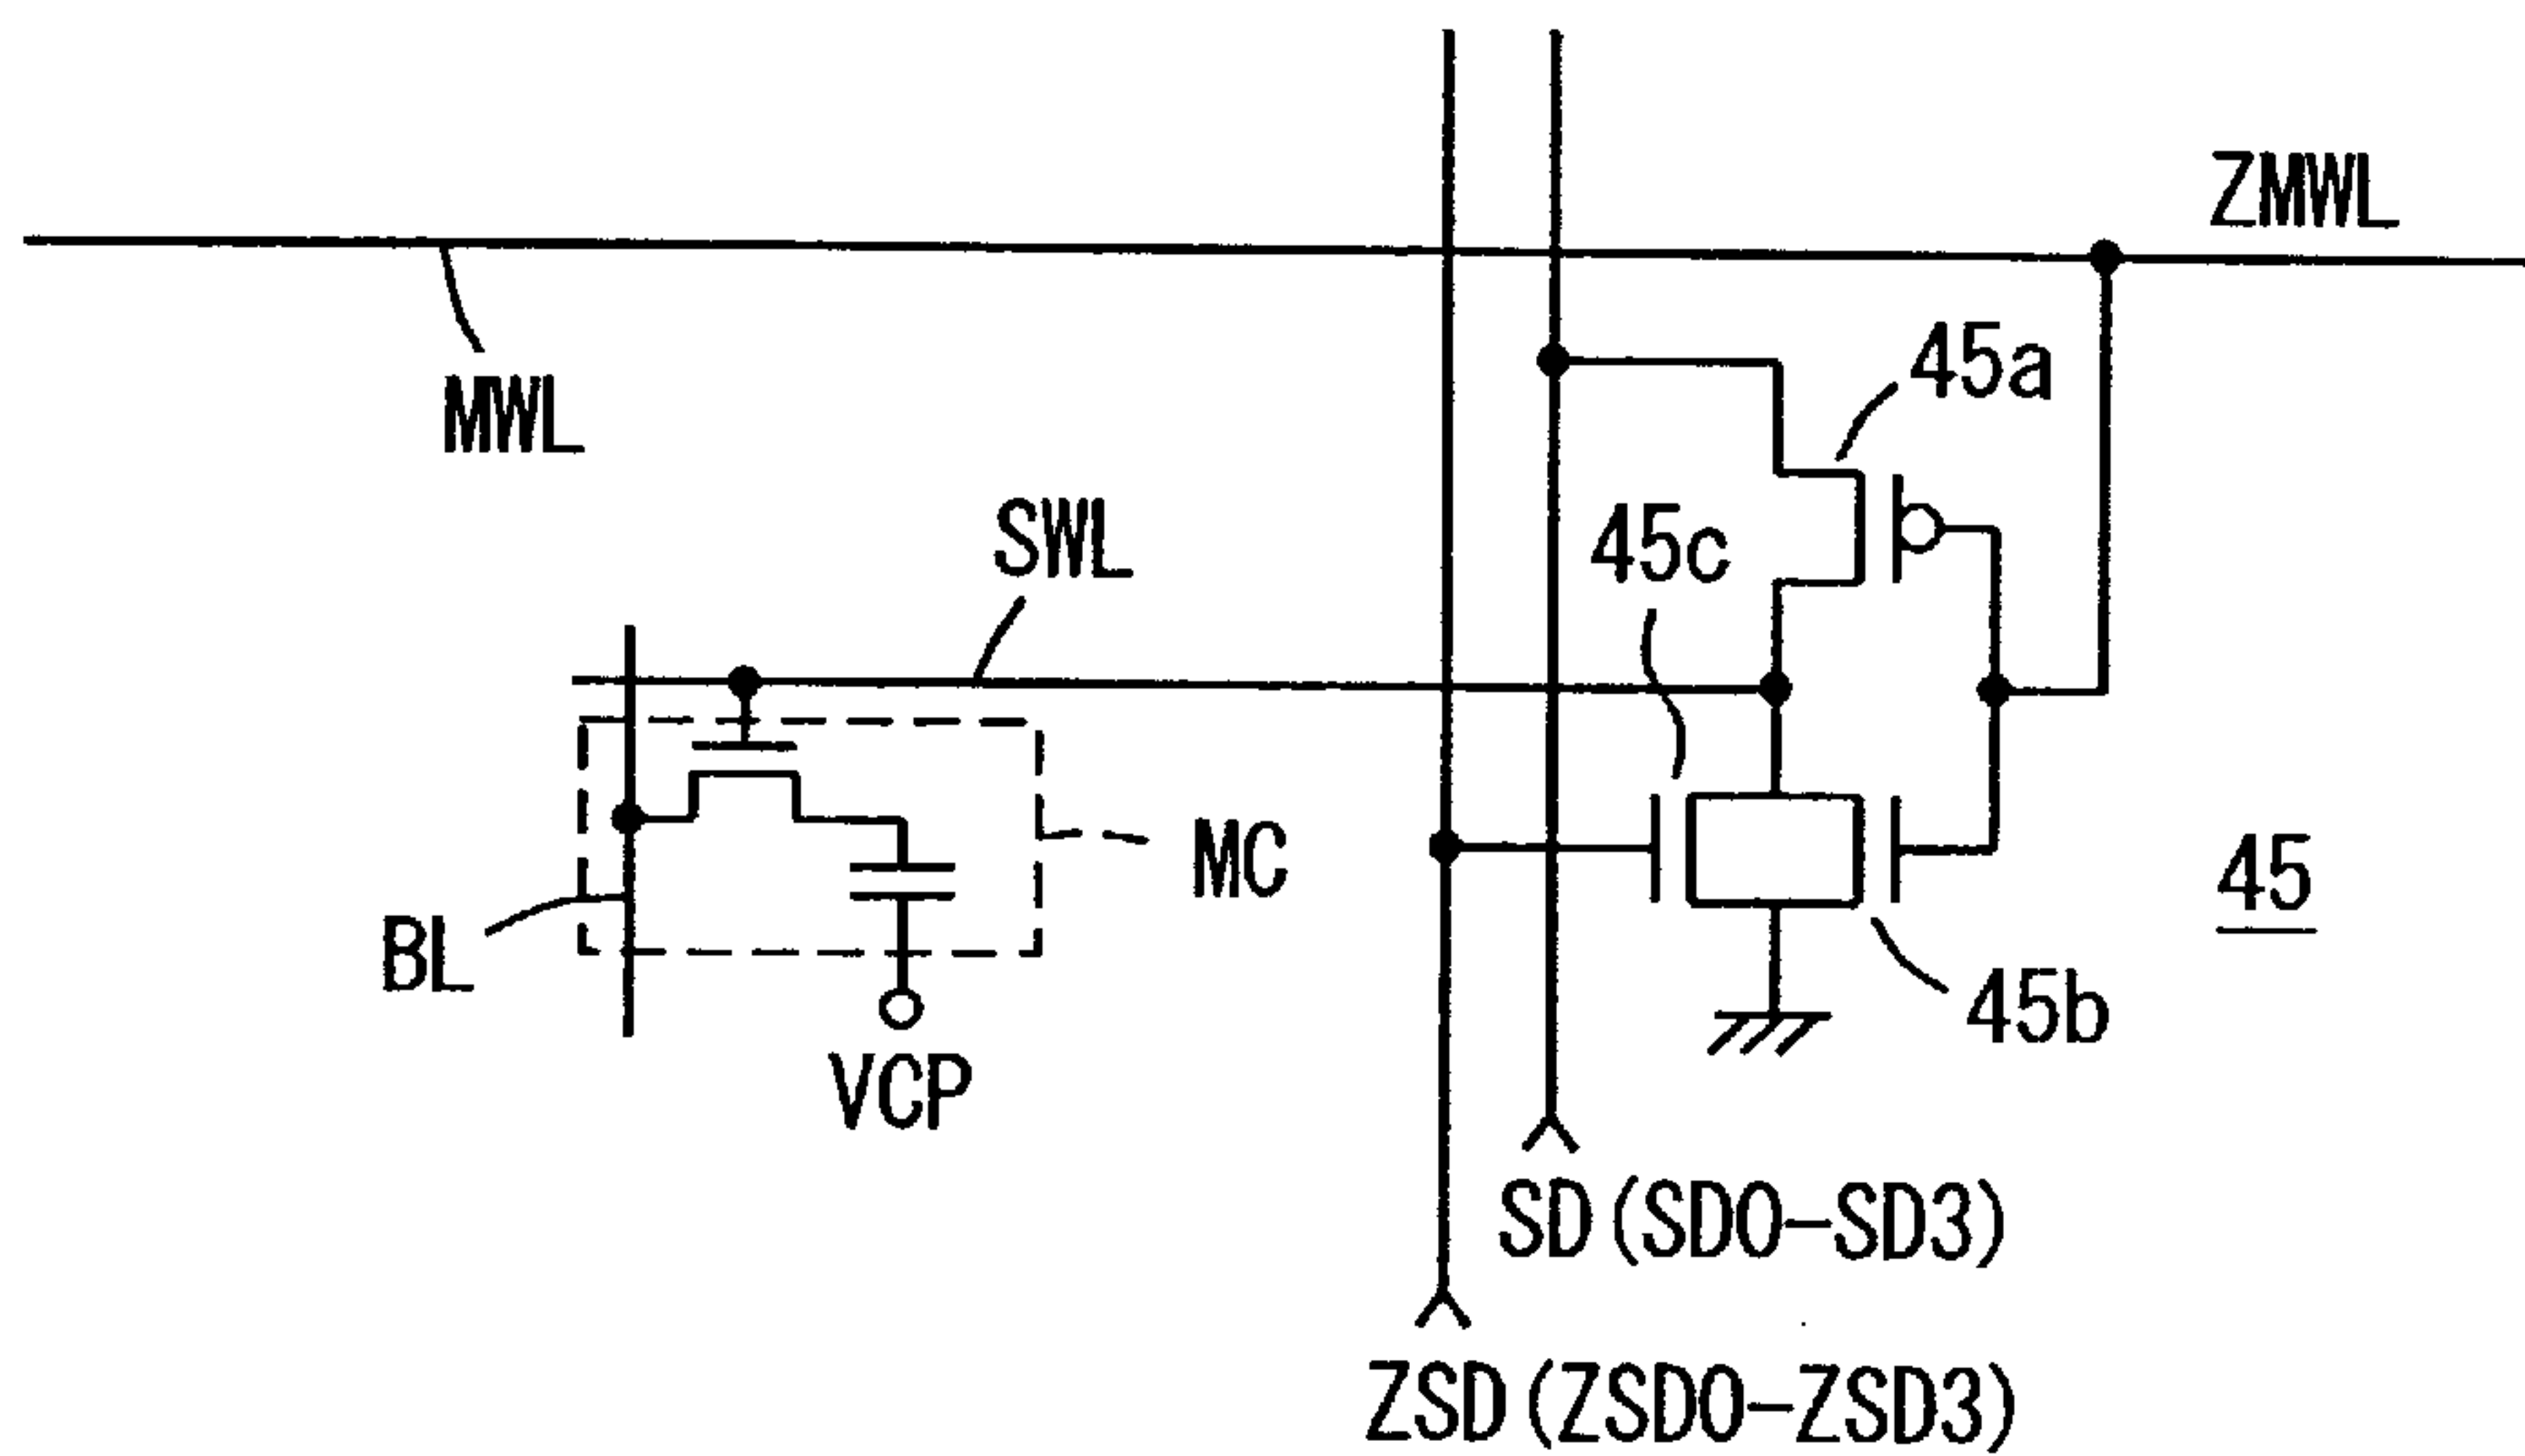 ZMWL
MWL
45a
SWL
45c
MC
45
BL
45b
VCP
SD(SD0-SD3)
ZSD(ZSD0-ZSD3)